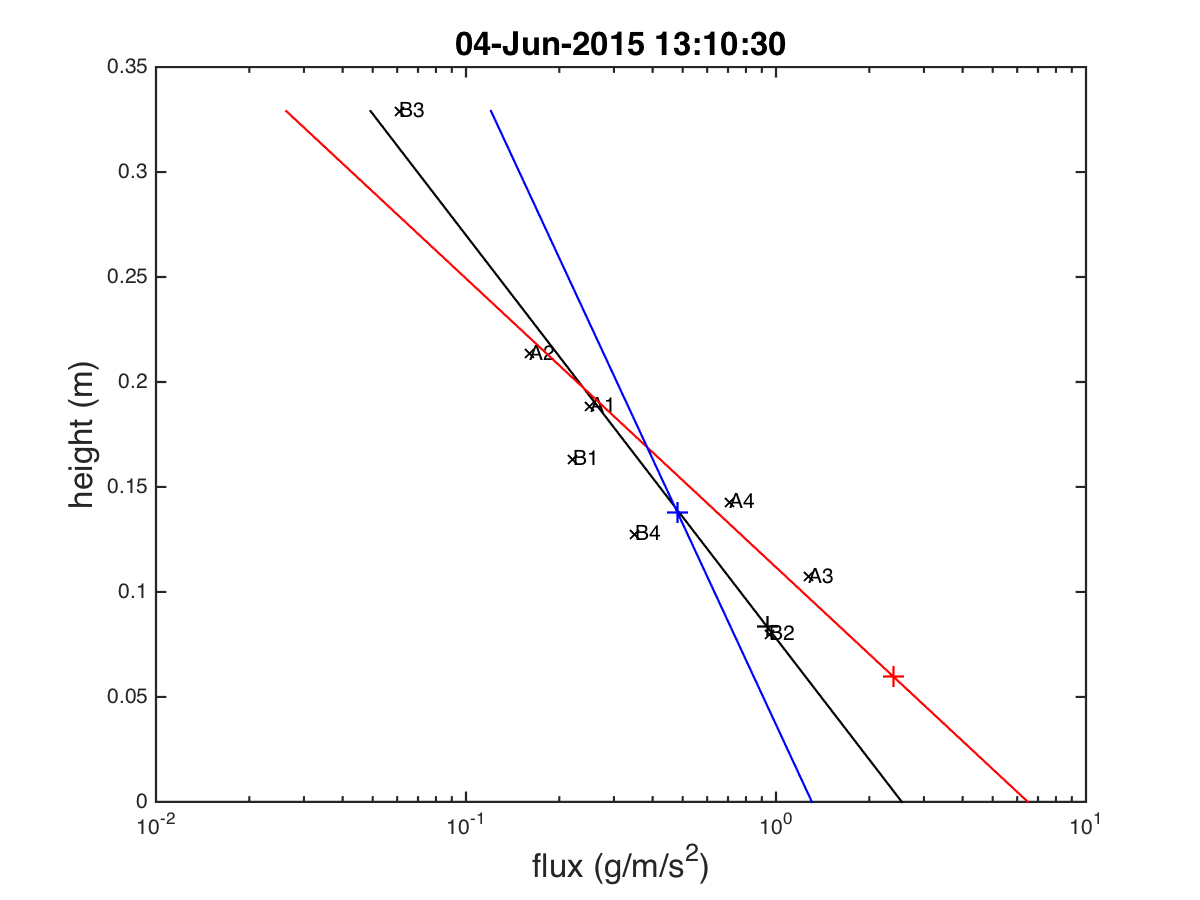 04-Jun-2015 13:10:30
0.35
0.3
0.25
0.2
0.15
0.1
0.05
0
height (m)
B3
A2
A1
B1
A4
B4
A3
B2
10^-2
10^-1
10^0
10^1
flux (g/m/s^2)